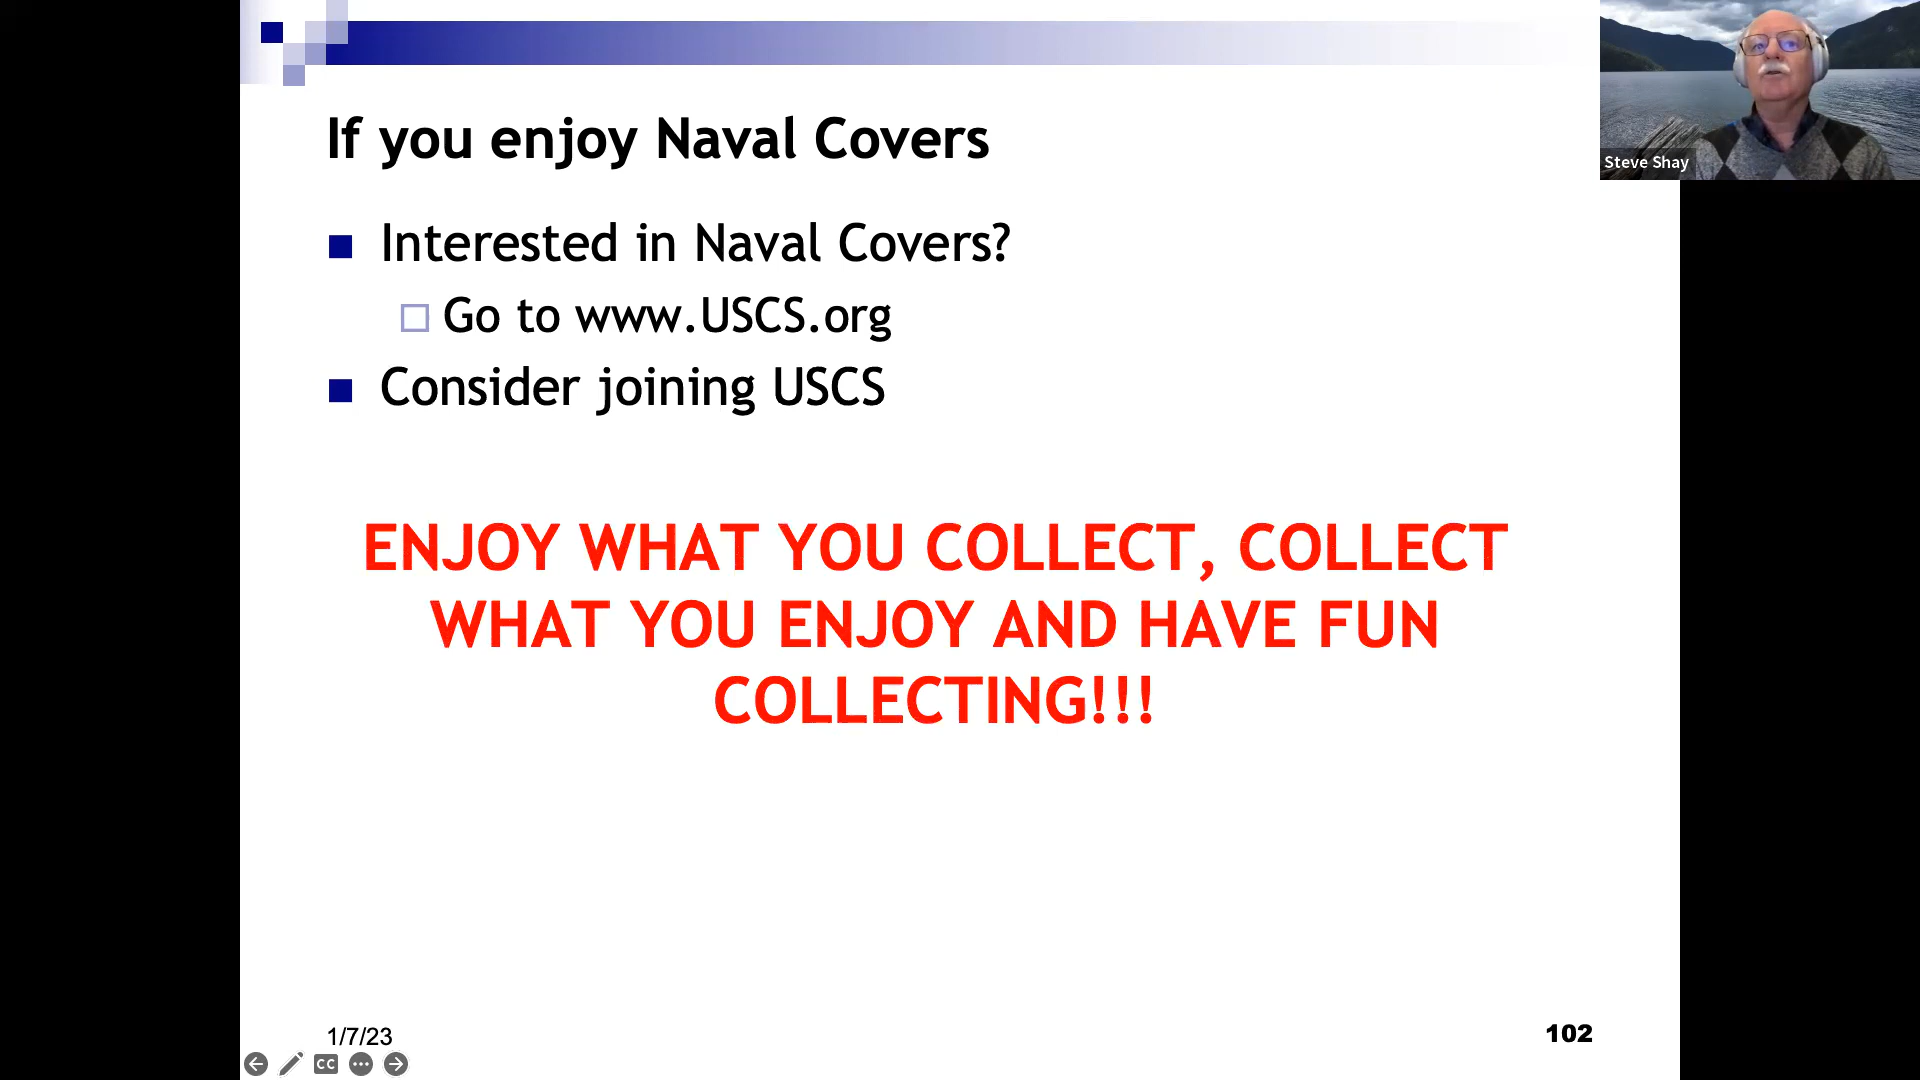 Steve Shay
If you enjoy Naval Covers
Interested in Naval Covers?
Go to www.USCS.org
Consider joining USCS
ENJOY WHAT YOU COLLECT, COLLECT
WHAT YOU ENJOY AND HAVE FUN
COLLECTING!!!
1/7/23
102
CC